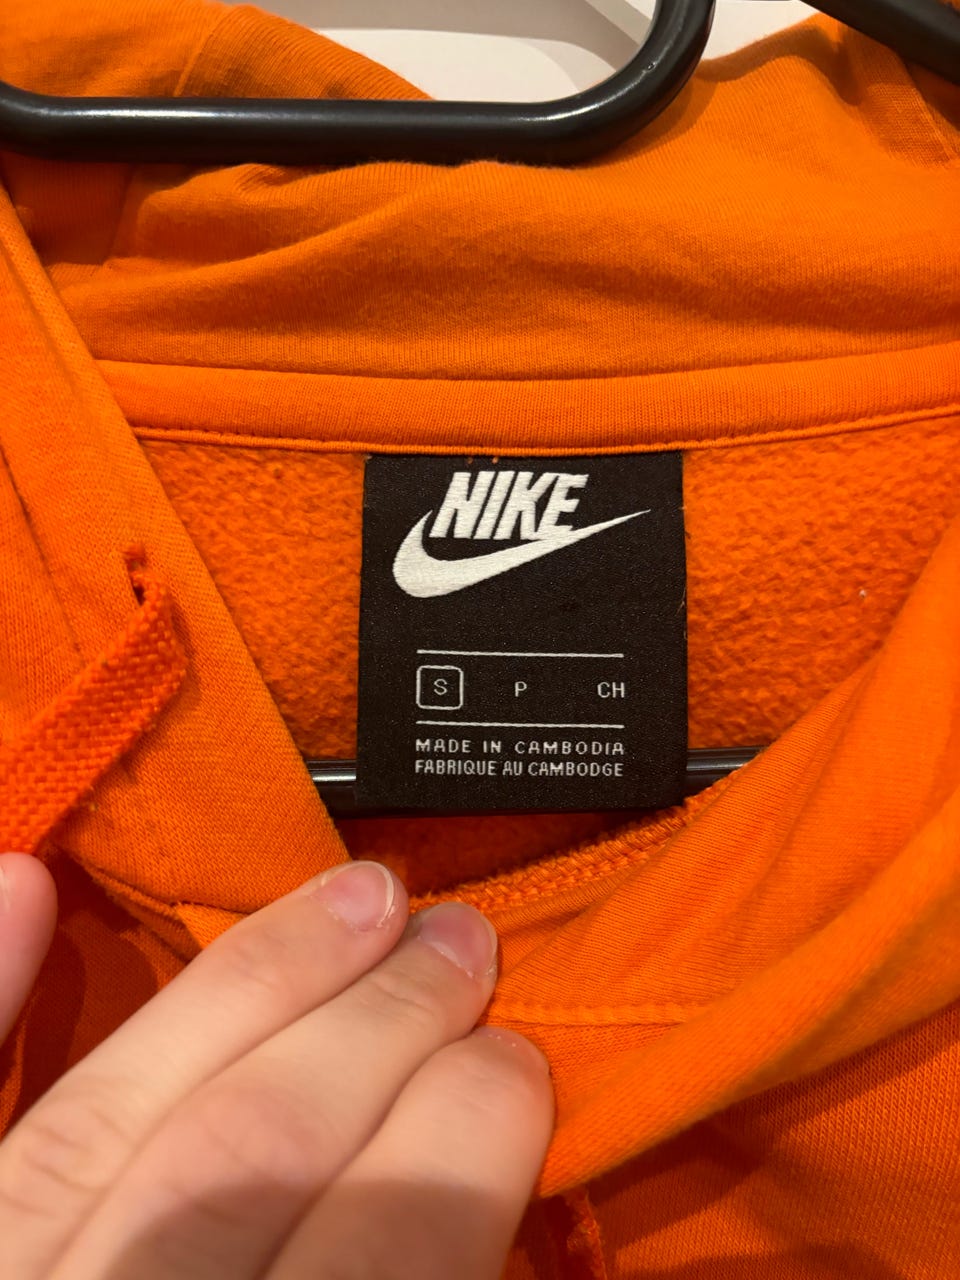 NIKE
S P CH
MADE IN CAMBODIA
FABRIQUE AU CAMBODGE